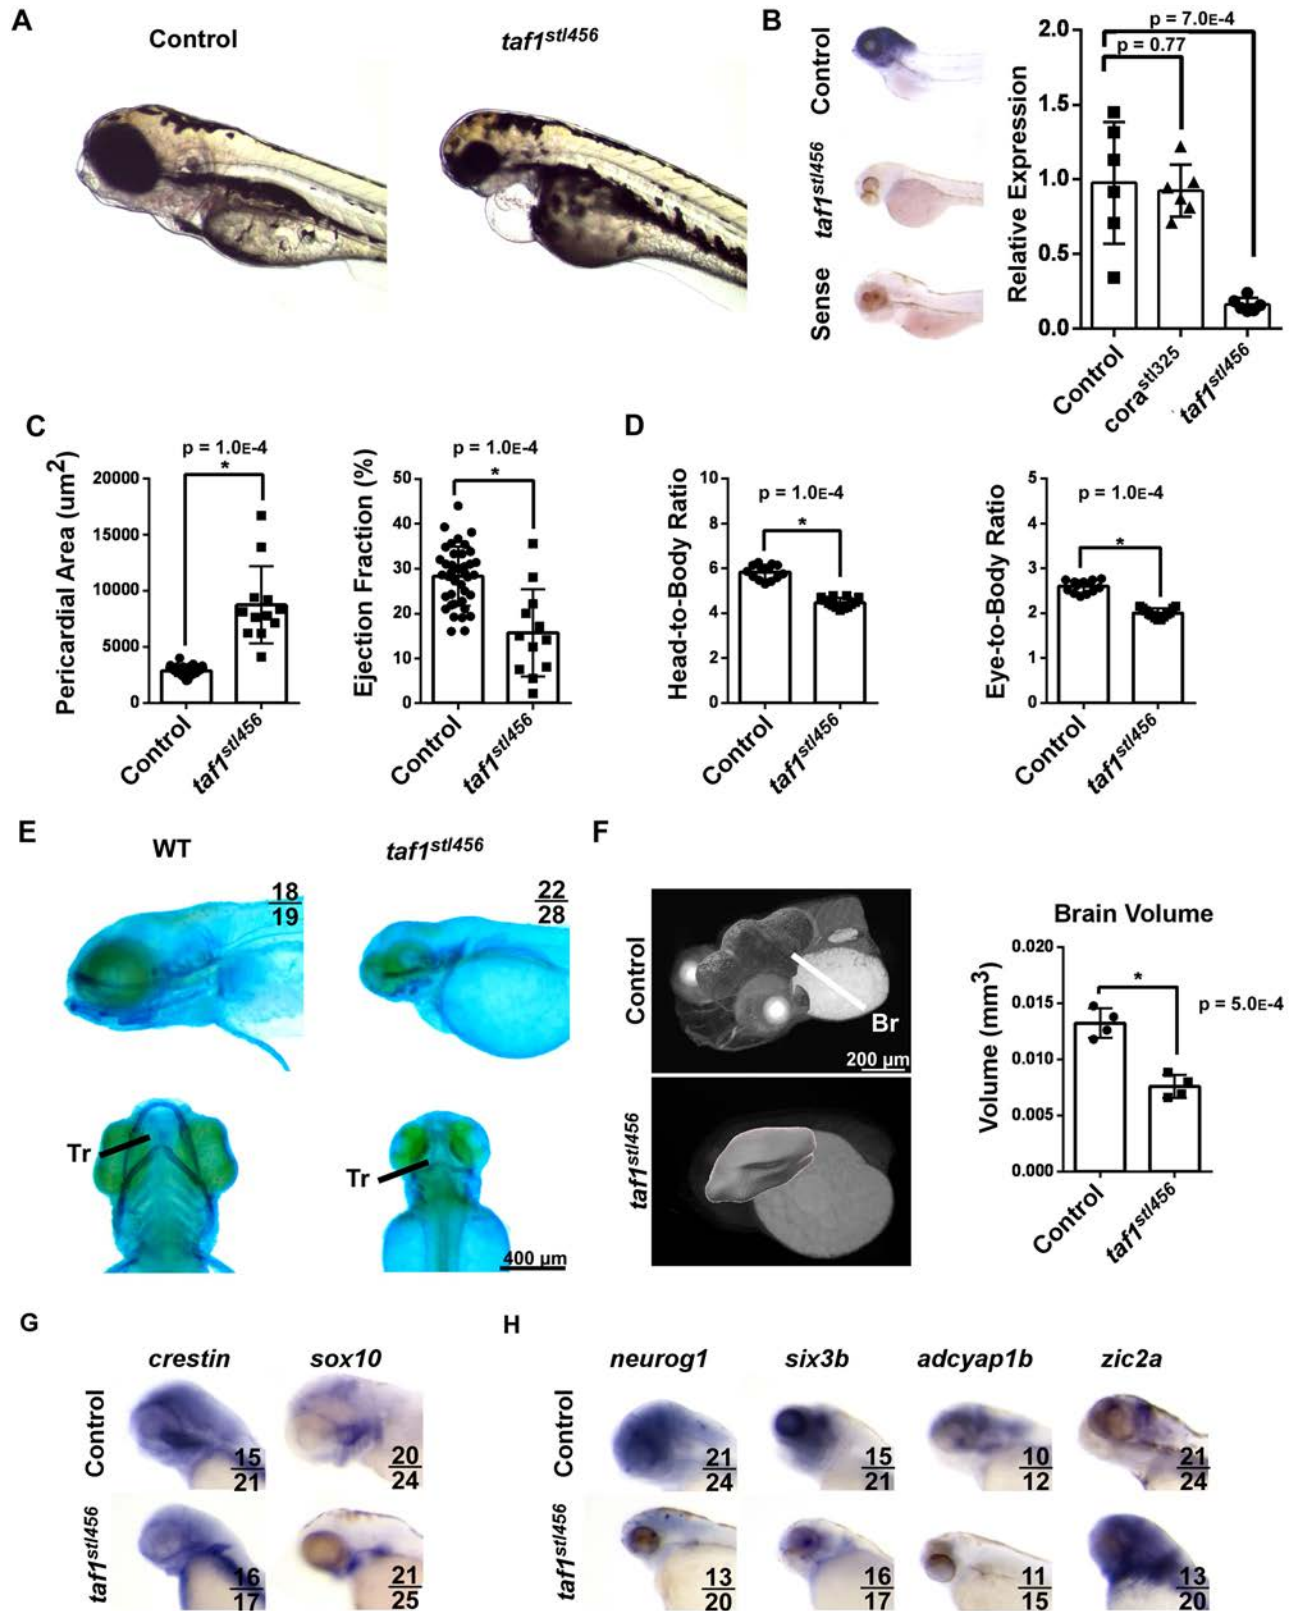 A
Control
taf1stl456
B
Control
taf1stl456
Sense
Relative Expression
2.0
1.5
1.0
0.5
0.0
p = 7.0E-4
p = 0.77
Control
corastl325
taf1stl456
C
p = 1.0E-4
*
Pericardial Area (um2)
20000
15000
10000
5000
0
Control
taf1stl456
p = 1.0E-4
*
Ejection Fraction (%)
50
40
30
20
10
0
Control
taf1stl456
D
p = 1.0E-4
*
Head-to-Body Ratio
10
8
6
4
2
0
Control
taf1stl456
p = 1.0E-4
*
Eye-to-Body Ratio
5
4
3
2
1
0
Control
taf1stl456
E
WT
taf1stl456
18
19
22
28
Tr
Tr
400 µm
F
Control
Br
200 µm
taf1stl456
Brain Volume
*
p = 5.0E-4
Volume (mm3)
0.020
0.015
0.010
0.005
0.000
Control
taf1stl456
G
crestin sox10
Control
15
21
20
24
taf1stl456
16
17
21
25
H
neurog1 six3b adcyap1b zic2a
Control
21
24
15
21
10
12
21
24
taf1stl456
13
20
16
17
11
15
13
20